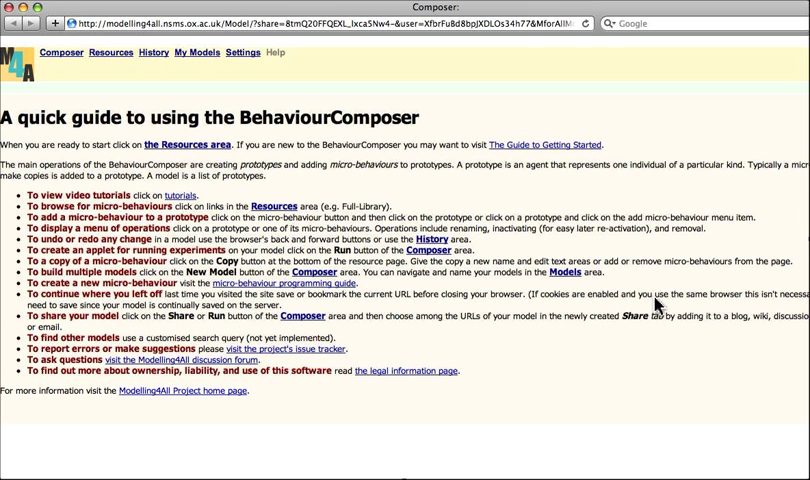 Composer:
http://modelling4all.nsms.ox.ac.uk/Model/?share=8tmQ20FFQEXL_Ixca5Nw4-&user=XfbrFu8d8bpJXDLOs34h77&MforAllM
Google
M4A
Composer Resources History My Models Settings Help
A quick guide to using the BehaviourComposer
When you are ready to start click on the Resources area. If you are new to the BehaviourComposer you may want to visit The Guide to Getting Started.
The main operations of the BehaviourComposer are creating prototypes and adding micro-behaviours to prototypes. A prototype is an agent that represents one individual of a particular kind. Typically a micr
make copies is added to a prototype. A model is a list of prototypes.
• To view video tutorials click on tutorials.
• To browse for micro-behaviours click on links in the Resources area (e.g. Full-Library).
• To add a micro-behaviour to a prototype click on the micro-behaviour button and then click on the prototype or click on a prototype and click on the add micro-behaviour menu item.
• To display a menu of operations click on a prototype or one of its micro-behaviours. Operations include renaming, inactivating (for easy later re-activation), and removal.
• To undo or redo any change in a model use the browser's back and forward buttons or use the History area.
• To create an applet for running experiments on your model click on the Run button of the Composer area.
• To a copy of a micro-behaviour click on the Copy button at the bottom of the resource page. Give the copy a new name and edit text areas or add or remove micro-behaviours from the page.
• To build multiple models click on the New Model button of the Composer area. You can navigate and name your models in the Models area.
• To create a new micro-behaviour visit the micro-behaviour programming guide.
• To continue where you left off last time you visited the site save or bookmark the current URL before closing your browser. (If cookies are enabled and you use the same browser this isn't necessa
need to save since your model is continually saved on the server.
• To share your model click on the Share or Run button of the Composer area and then choose among the URLs of your model in the newly created Share tab by adding it to a blog, wiki, discussio
or email.
• To find other models use a customised search query (not yet implemented).
• To report errors or make suggestions please visit the project's issue tracker.
• To ask questions visit the Modelling4All discussion forum.
• To find out more about ownership, liability, and use of this software read the legal information page.
For more information visit the Modelling4All Project home page.